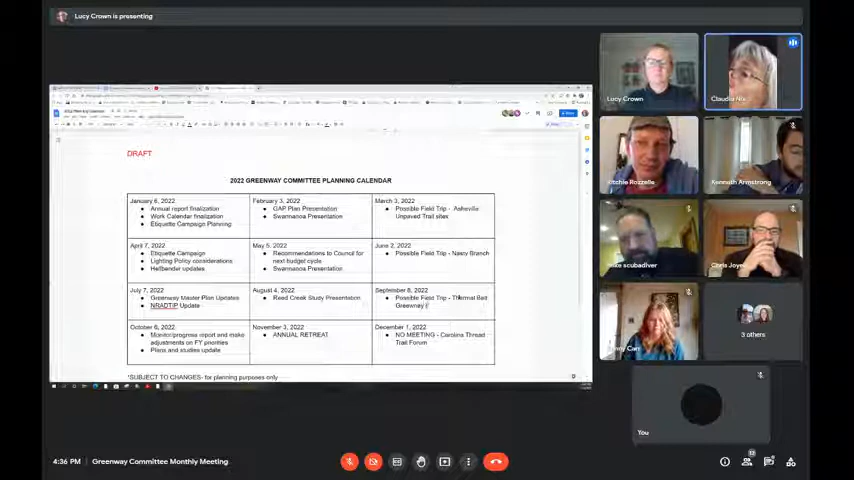 Lucy Crown is presenting
DRAFT
2022 GREENWAY COMMITTEE PLANNING CALENDAR
January 6, 2022
Annual report finalization
Work Calendar finalization
Etiquette Campaign Planning
February 3, 2022
GAP Plan Presentation
Swannanoa Presentation
March 3, 2022
Possible Field Trip - Asheville
Unpaved Trail sites
April 7, 2022
Etiquette Campaign
Lighting Policy considerations
Hellbender updates
May 5, 2022
Recommendations to Council for
next budget cycle
Swannanoa Presentation
June 2, 2022
Possible Field Trip - Nasty Branch
July 7, 2022
Greenway Master Plan Updates
NRADTIP Update
August 4, 2022
Reed Creek Study Presentation
September 8, 2022
Possible Field Trip - Thermal Belt
Greenway
October 6, 2022
Monitor/progress report and make
adjustments on FY priorities
Plans and studies update
November 3, 2022
ANNUAL RETREAT
December 1, 2022
NO MEETING - Carolina Thread
Trail Forum
*SUBJECT TO CHANGES- for planning purposes only
Lucy Crown
Claudia
Ritchie Rozzelle
Kenneth Armstrong
mike scubadiver
Chris Joyell
Carr
3 others
You
4:36 PM
Greenway Committee Monthly Meeting